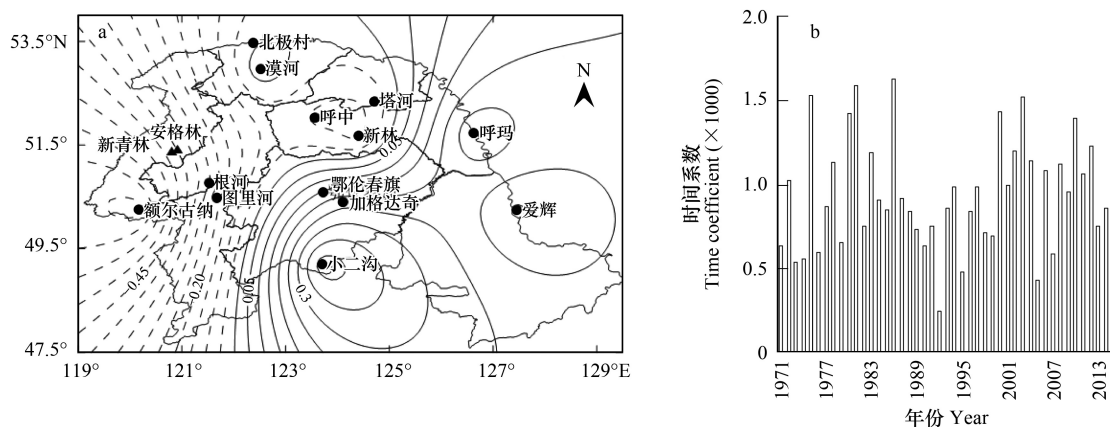 a
53.5°N
51.5°
49.5°
47.5°
119°
121°
123°
125°
127°
129°E
N
北极村
漠河
塔河
呼中
新林
呼玛
安格林
新青林
根河
图里河
额尔古纳
鄂伦春旗
加格达奇
爱辉
小二沟
0.05
0.45
0.20
0.05
0.3
b
时间系数
Time coefficient (×1000)
2.0
1.5
1.0
0.5
0
1971
1977
1983
1989
1995
2001
2007
2013
年份 Year